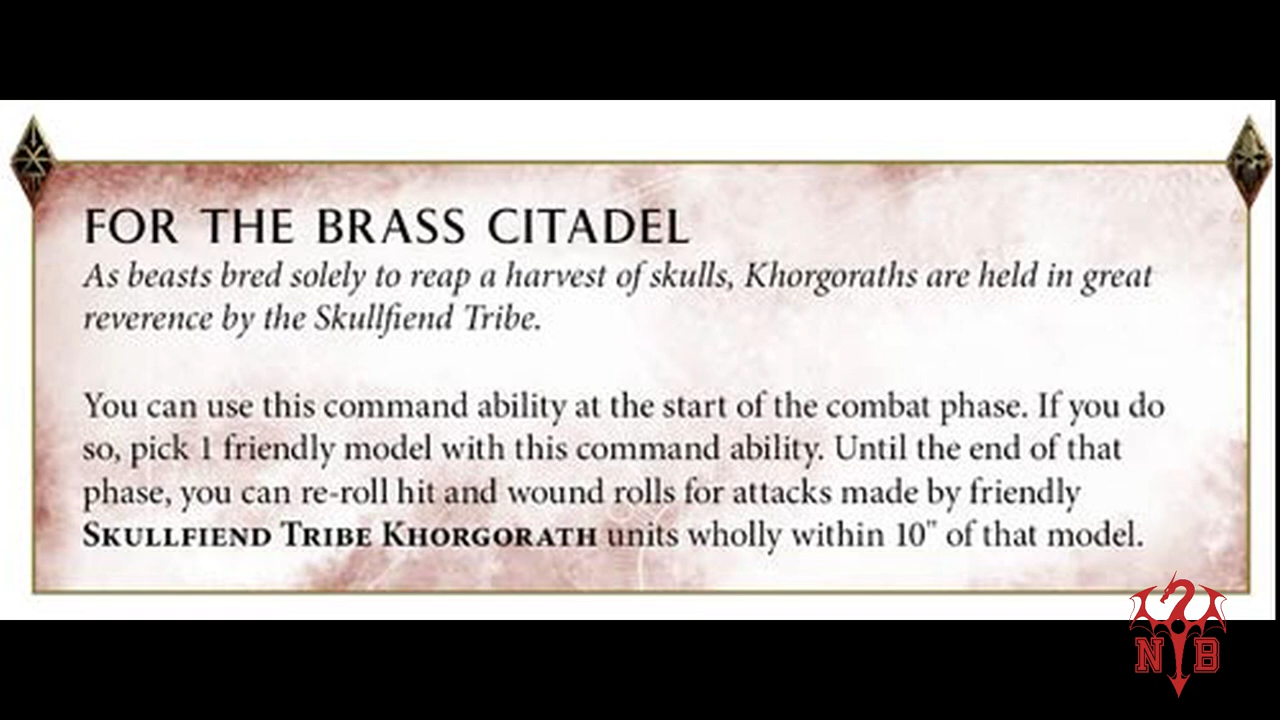 FOR THE BRASS CITADEL
As beasts bred solely to reap a harvest of skulls, Khorgoraths are held in great
reverence by the Skullfiend Tribe.
You can use this command ability at the start of the combat phase. If you do
so, pick 1 friendly model with this command ability. Until the end of that
phase, you can re-roll hit and wound rolls for attacks made by friendly
SKULLFIEND TRIBE KHORGORATH units wholly within 10" of that model.
N B